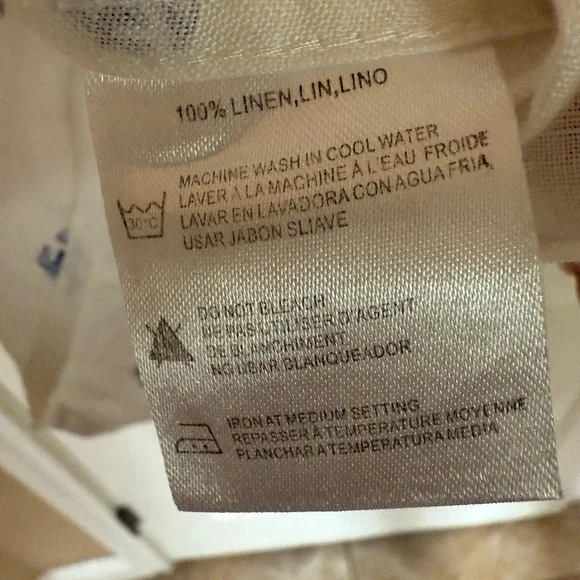 100% LINEN,LIN,LINO
MACHINE WASH IN COOL WATER
LAVER À LA MACHINE À L'EAU FROIDE
LAVAR EN LAVADORA CON AGUA FRIA,
USAR JABON SLIAVE
30°C
DO NOT BLEACH
NE PAS UTILISER D'AGENT
DE BLANCHIMENT
NO USAR BLANQUEADOR
IRON AT MEDIUM SETTING
REPASSER À TEMPÉRATURE MOYENNE
PLANCHAR A TEMPERATURA MEDIA